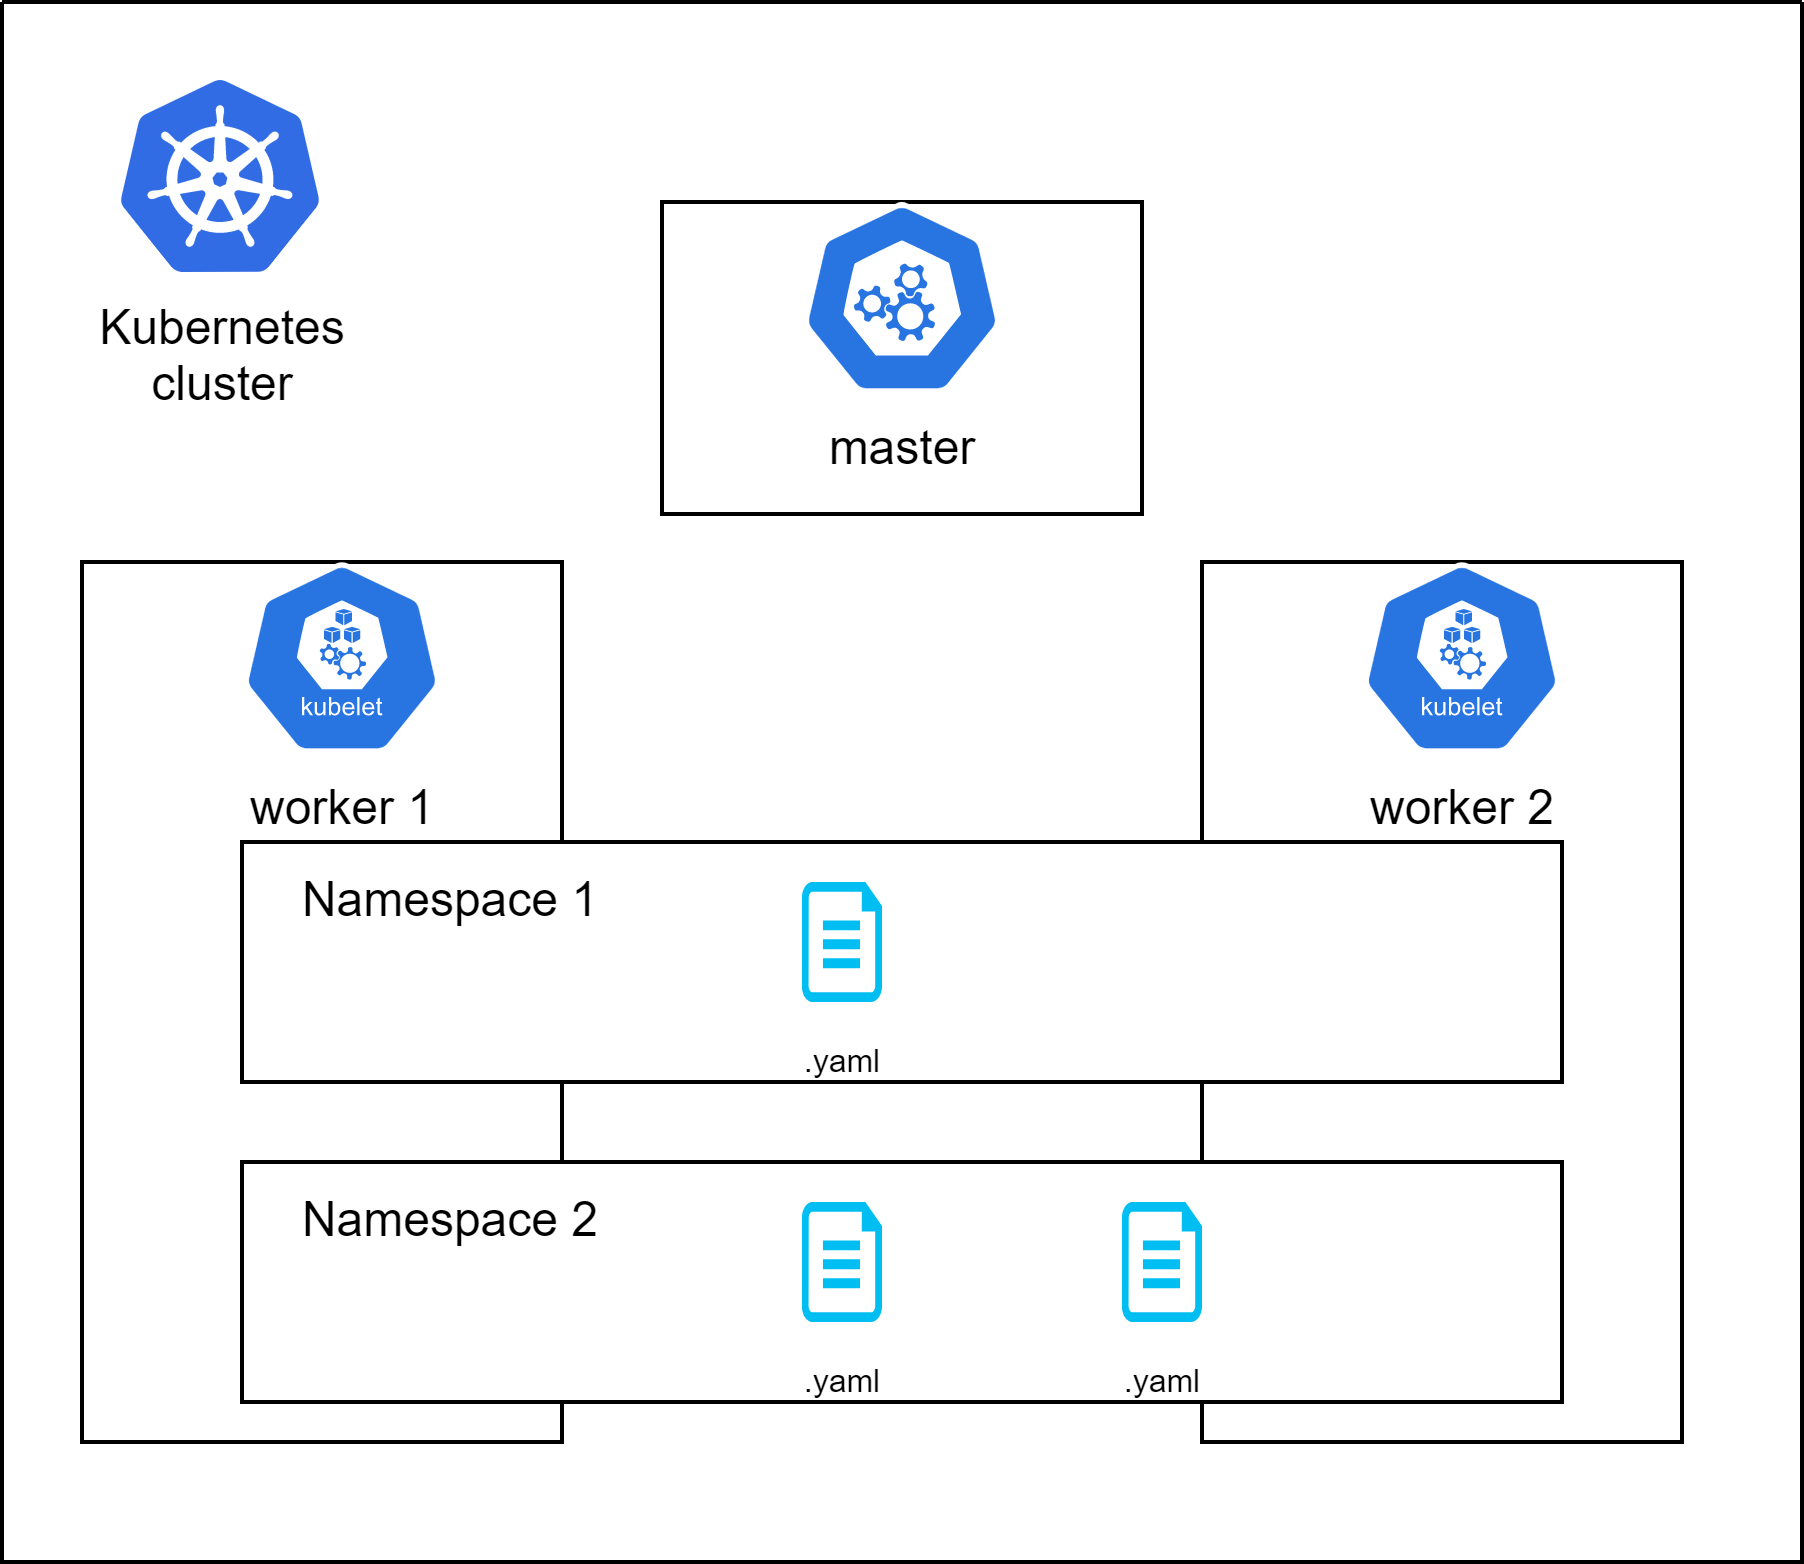 Kubernetes
cluster
master
kubelet
worker 1
kubelet
worker 2
Namespace 1
.yaml
Namespace 2
.yaml
.yaml